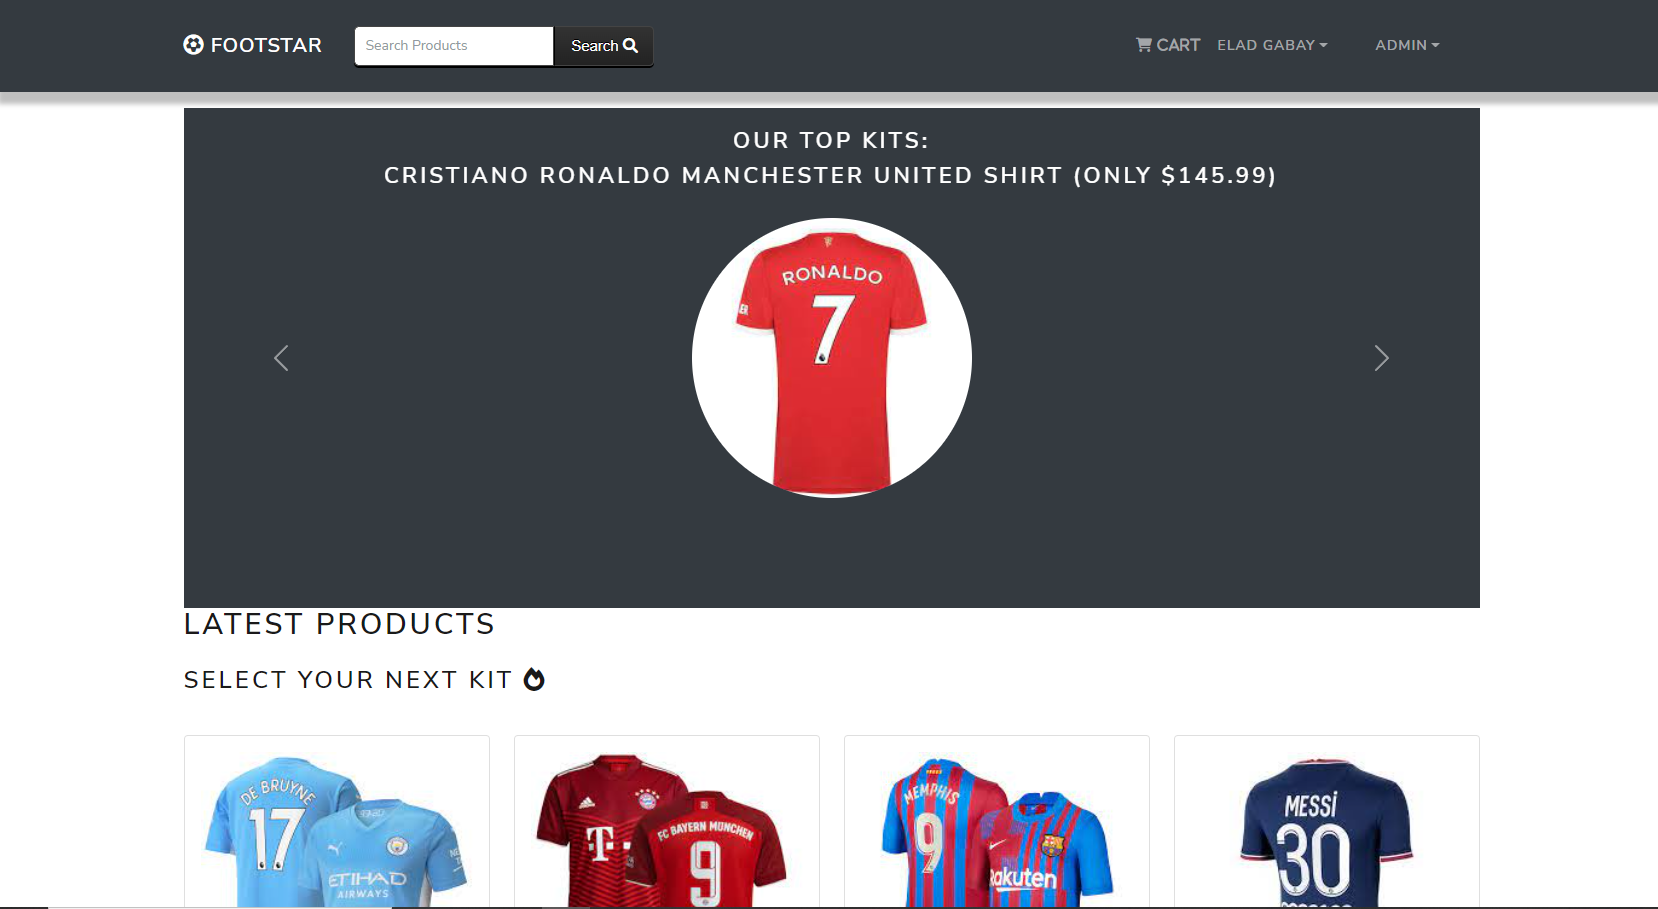 FOOTSTAR
Search Products
Search
CART
ELAD GABAY
ADMIN
OUR TOP KITS:
CRISTIANO RONALDO MANCHESTER UNITED SHIRT (ONLY $145.99)
RONALDO
7
LATEST PRODUCTS
SELECT YOUR NEXT KIT
DE BRUYNE
17
ETIHAD
AIRWAYS
T
FC BAYERN MÜNCHEN
9
MEMPHIS
9
Rakuten
MESSi
30